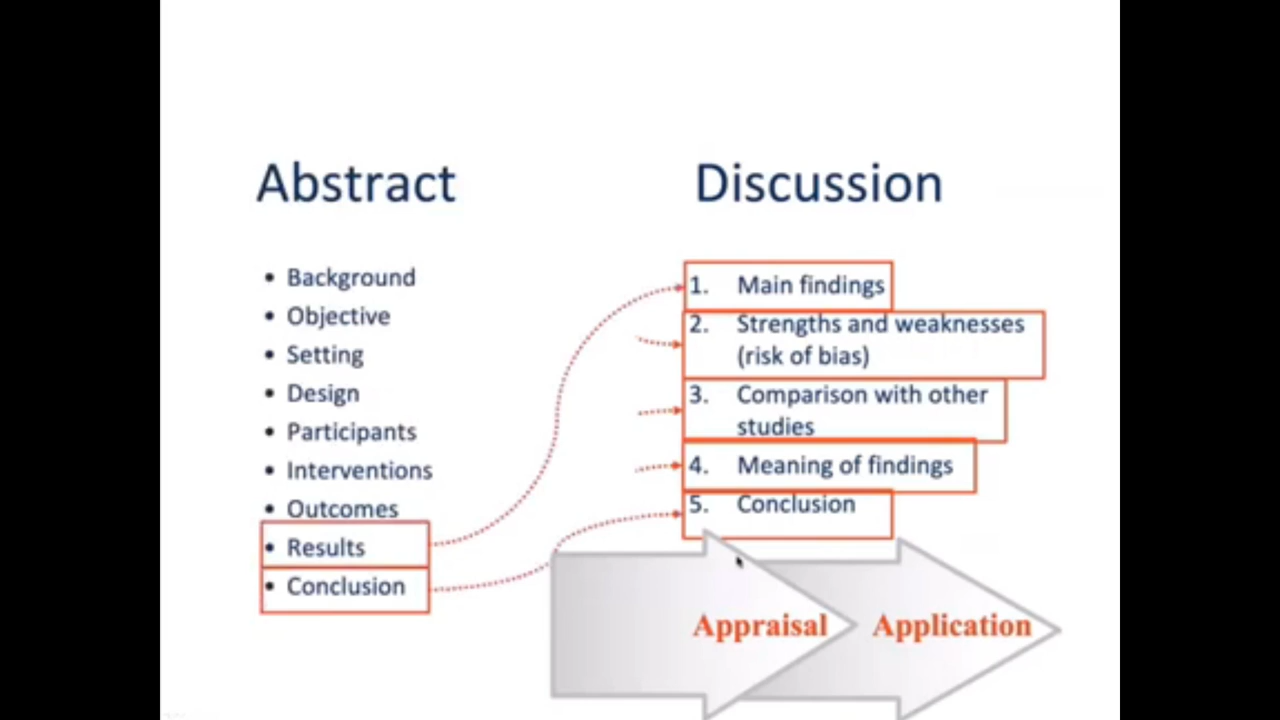 Abstract
• Background
• Objective
• Setting
• Design
• Participants
• Interventions
• Outcomes
• Results
• Conclusion
Discussion
1. Main findings
2. Strengths and weaknesses
(risk of bias)
3. Comparison with other
studies
4. Meaning of findings
5. Conclusion
Appraisal
Application